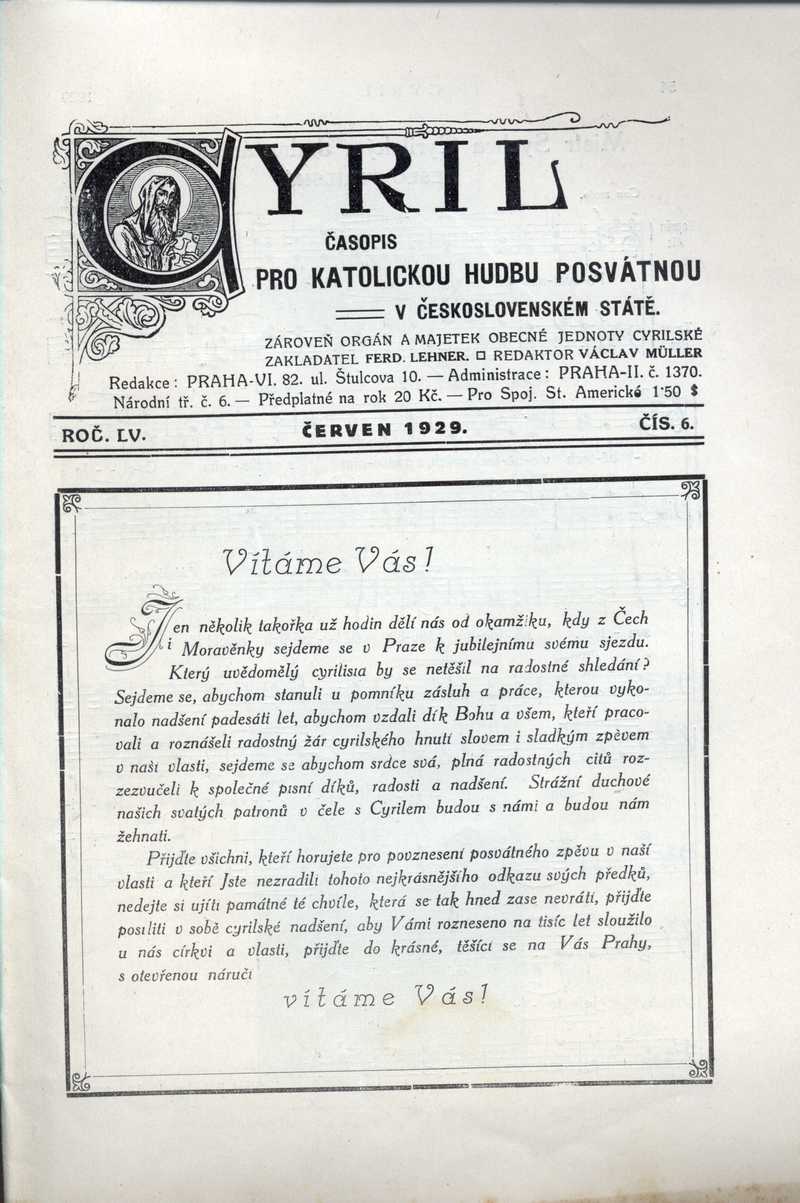 CYRIL
ČASOPIS
PRO KATOLICKOU HUDBU POSVÁTNOU
V ČESKOSLOVENSKÉM STÁTĚ.
ZÁROVEŇ ORGÁN A MAJETEK OBECNÉ JEDNOTY CYRILSKÉ
ZAKLADATEL FERD. LEHNER. □ REDAKTOR VÁCLAV MÜLLER
Redakce: PRAHA-VI. 82. ul. Štulcova 10. — Administrace: PRAHA-II. č. 1370.
Národní tř. č. 6. — Předplatné na rok 20 Kč. — Pro Spoj. St. Americké 1·50 $
ROČ. LV. ČERVEN 1929. ČÍS. 6.
Vítáme Vás!
Jen několik takořka už hodin dělí nás od okamžiku, kdy z Čech
i Moravěnky sejdeme se v Praze k jubilejnímu svému sjezdu.
Který uvědomělý cyrilista by se netěšil na radostné shledání?
Sejdeme se, abychom stanuli u pomníku zásluh a práce, kterou vyko-
nalo nadšení padesáti let, abychom vzdali dík Bohu a všem, kteří praco-
vali a roznášeli radostný žár cyrilského hnutí slovem i sladkým zpěvem
v naší vlasti, sejdeme se abychom srdce svá, plná radostných citů roz-
zezvučeli k společné písni díků, radosti a nadšení. Strážní duchové
našich svatých patronů v čele s Cyrilem budou s námi a budou nám
žehnati.
Přijďte všichni, kteří horujete pro povznesení posvátného zpěvu v naší
vlasti a kteří jste nezradili tohoto nejkrásnějšího odkazu svých předků,
nedejte si ujíti památné té chvíle, která se tak hned zase nevrátí, přijďte
posíliti v sobě cyrilské nadšení, aby Vámi rozneseno na tisíc let sloužilo
u nás církvi a vlasti, přijďte do krásné, těšící se na Vás Prahy,
s otevřenou náručí
vítáme Vás!